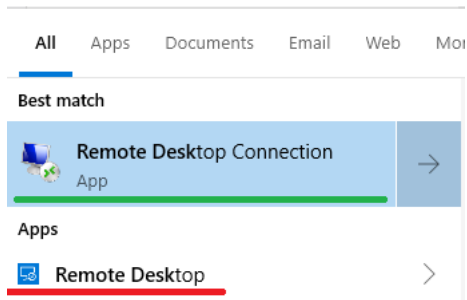 All Apps Documents Email Web Mor
Best match
Remote Desktop Connection
App
Apps
Remote Desktop